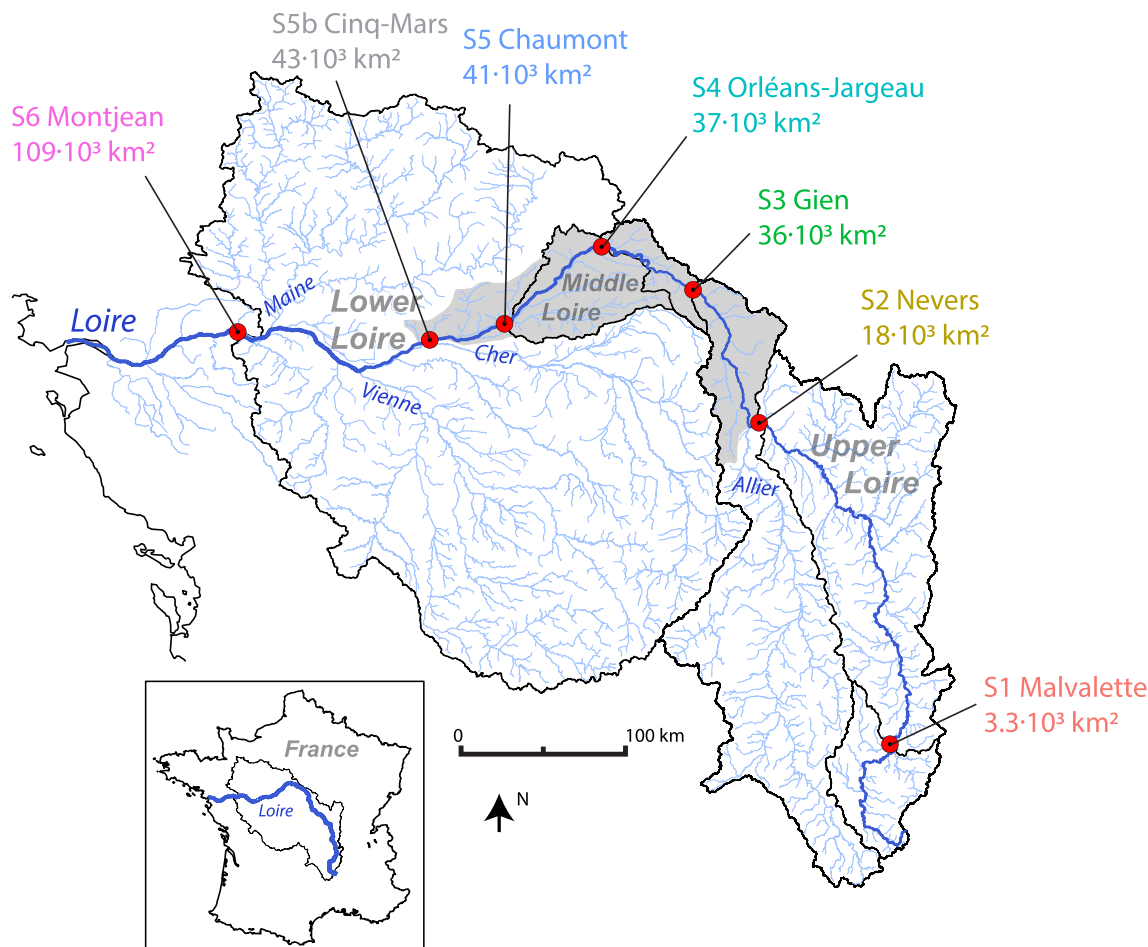 S5b Cinq-Mars
43·10³ km²
S5 Chaumont
41·10³ km²
S4 Orléans-Jargeau
37·10³ km²
S6 Montjean
109·10³ km²
S3 Gien
36·10³ km²
S2 Nevers
18·10³ km²
Maine
Middle
Loire
Lower
Loire
Loire
Cher
Vienne
Upper
Loire
Allier
S1 Malvalette
3.3·10³ km²
0
100 km
N
France
Loire